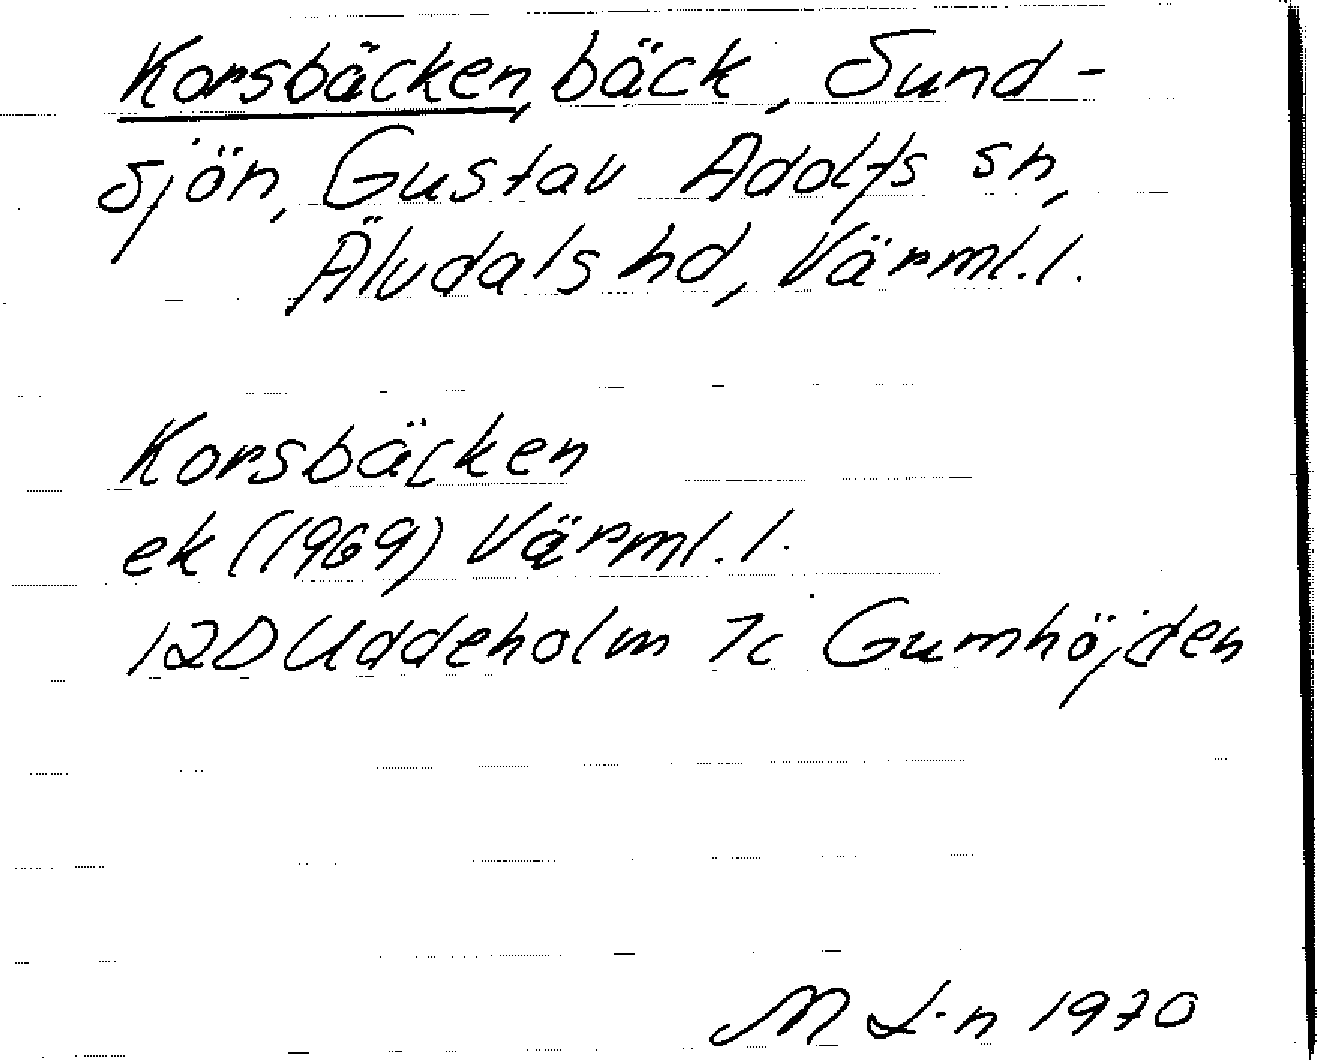 Korsbäcken, bäck, Sund-
sjön, Gustav Adolfs sn,
Älvdals hd, Värml. l.
Korsbäcken
ek (1969) Värml. l.
12D Uddeholm 7c Gumhöjden
M L-n 1970